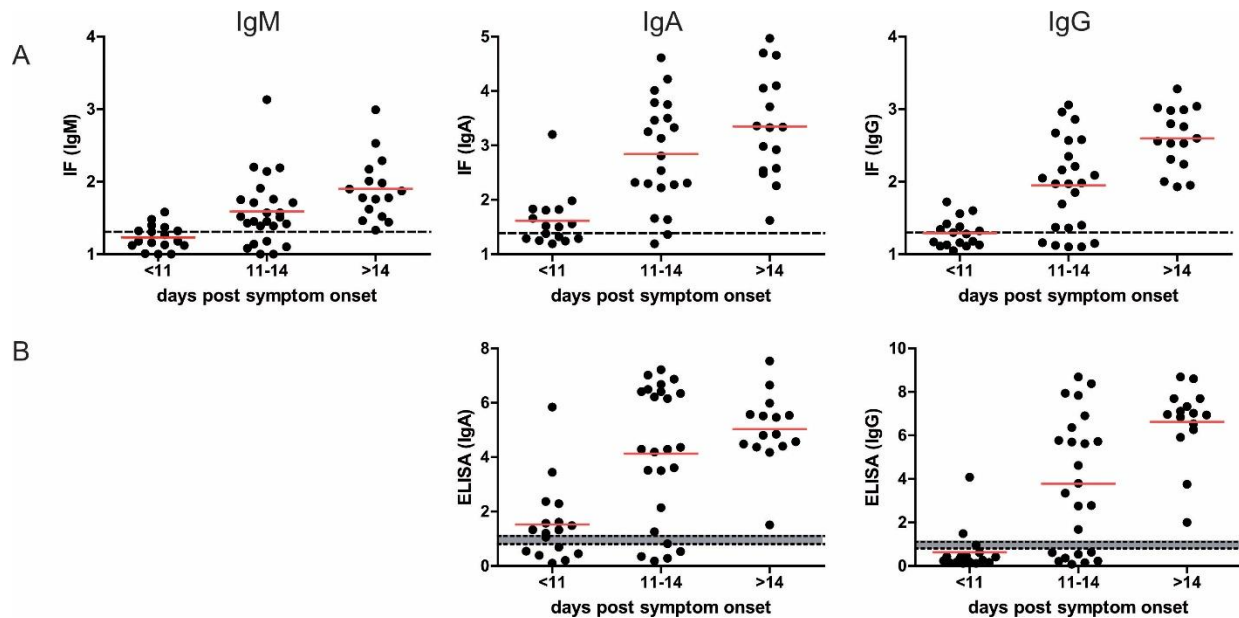 IgM
IgA
IgG
A
IF (IgM)
4
3
2
1
<11
11-14
>14
days post symptom onset
IF (IgA)
5
4
3
2
1
<11
11-14
>14
days post symptom onset
IF (IgG)
4
3
2
1
<11
11-14
>14
days post symptom onset
B
ELISA (IgA)
8
6
4
2
0
<11
11-14
>14
days post symptom onset
ELISA (IgG)
10
8
6
4
2
0
<11
11-14
>14
days post symptom onset